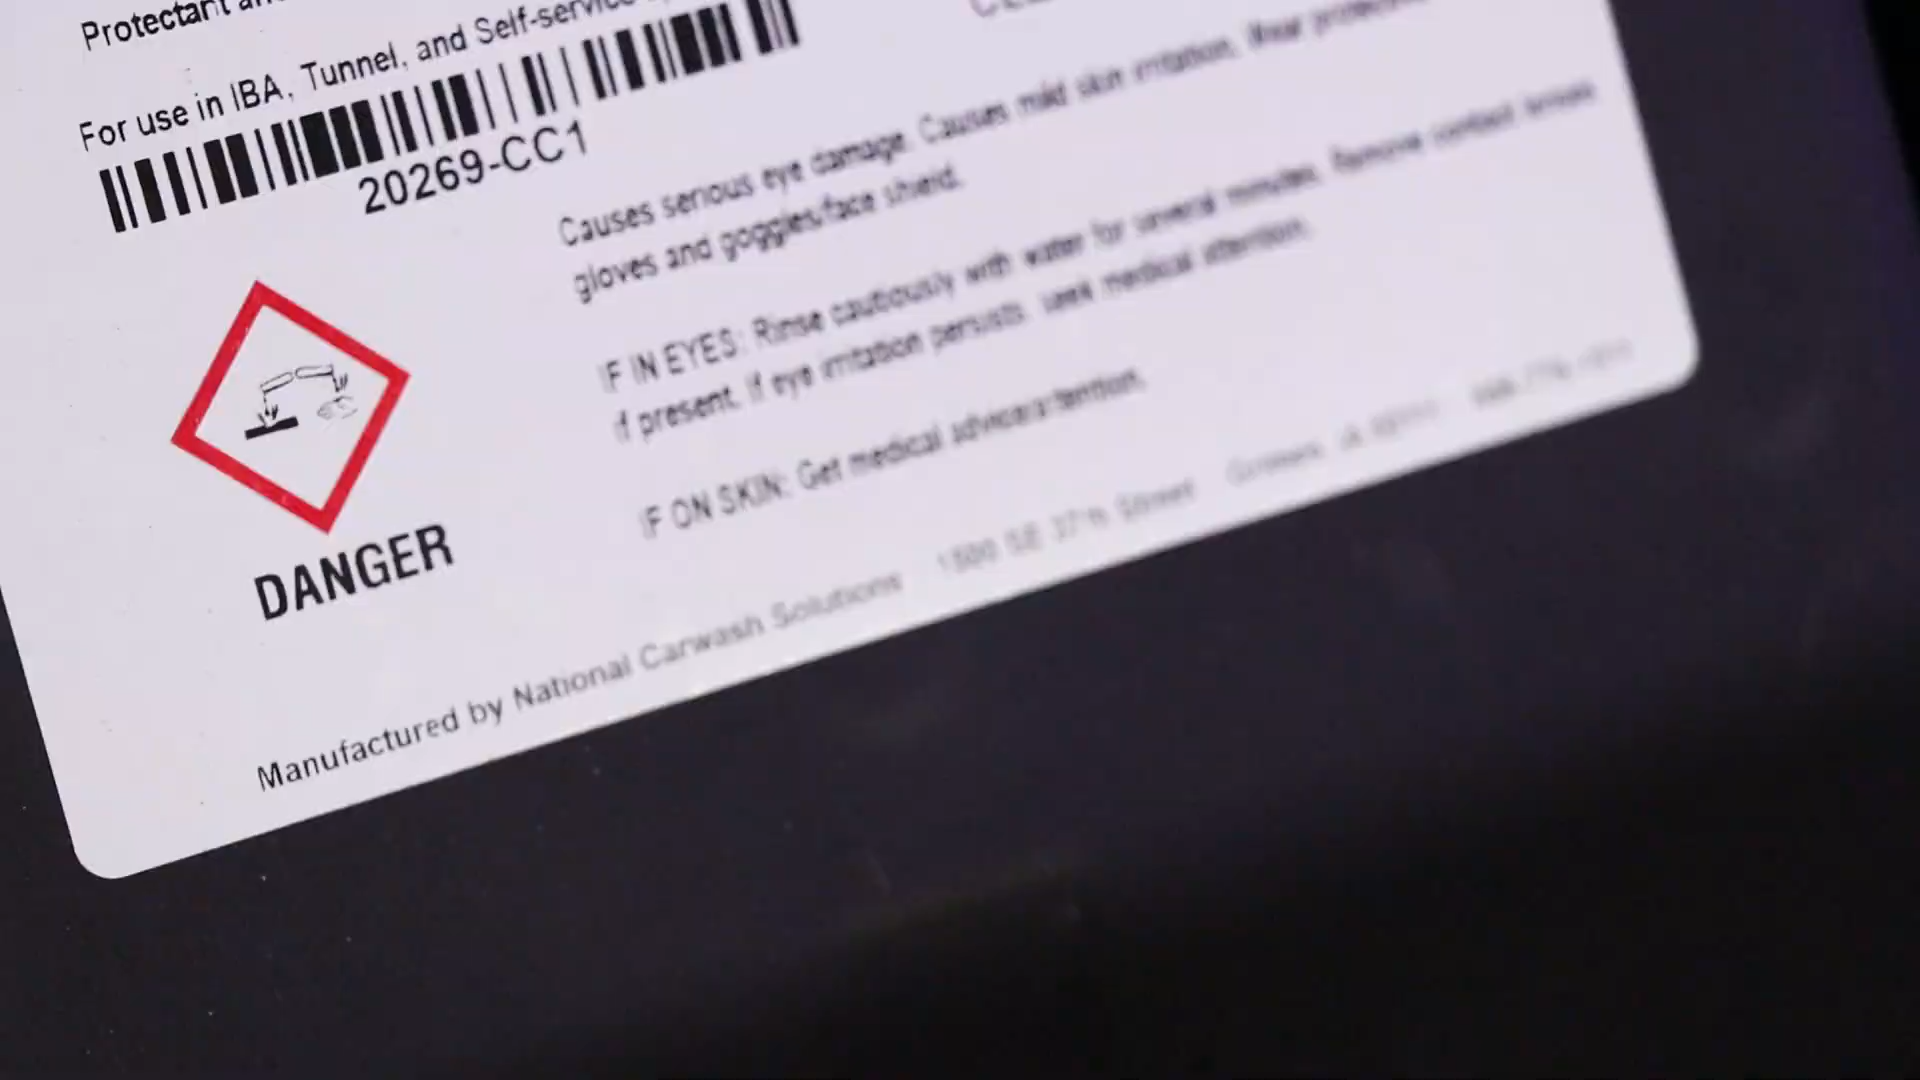 Protectant
For use in IBA, Tunnel, and Self-service
20269-CC1
Causes serious eye damage. Causes mild skin irritation. Wear protective
gloves and goggles/face shield.
IF IN EYES: Rinse cautiously with water for several minutes. Remove contact lenses
if present. If eye irritation persists: seek medical attention.
IF ON SKIN: Get medical advice/attention.
DANGER
Manufactured by National Carwash Solutions 1500 SE 37th Street Grimes, IA